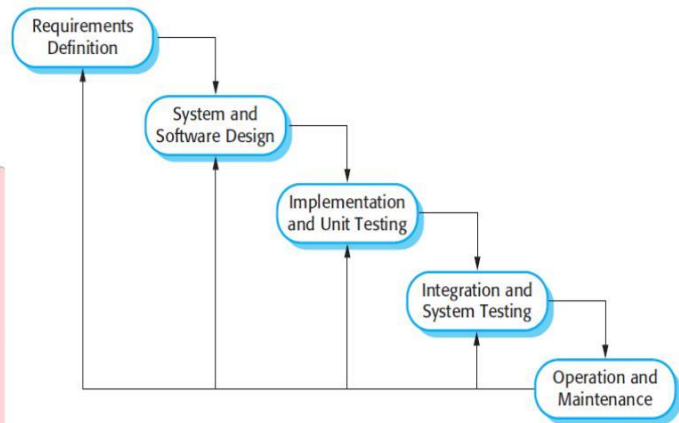 Requirements
Definition
System and
Software Design
Implementation
and Unit Testing
Integration and
System Testing
Operation and
Maintenance